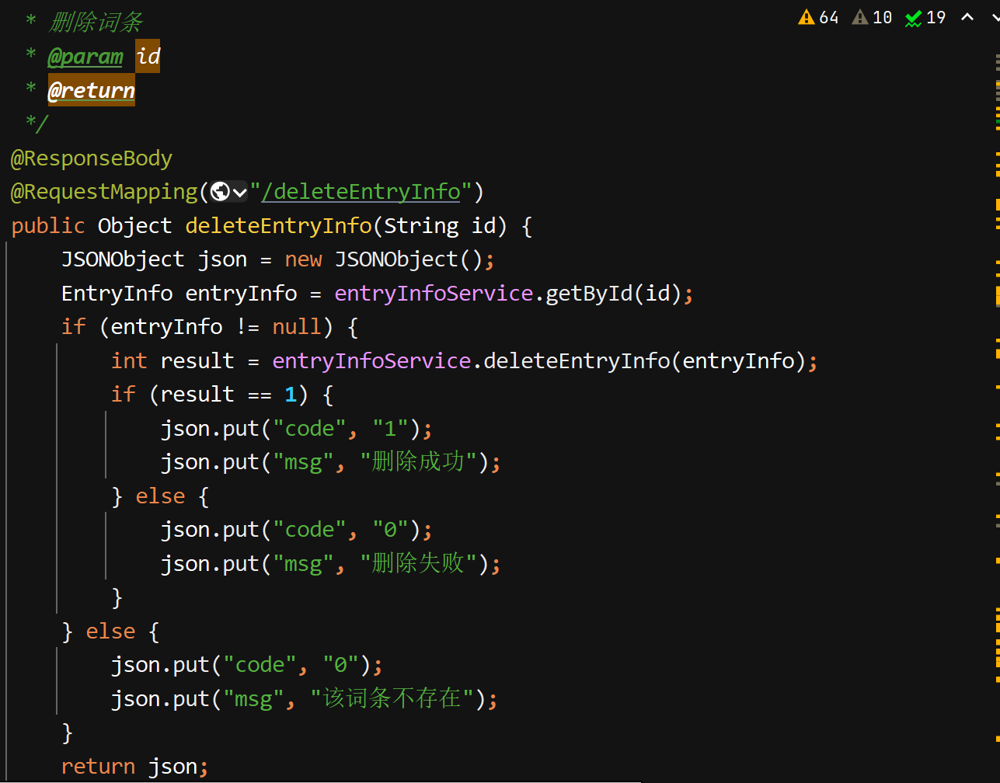 * 删除词条
64 10 19
* @param id
* @return
*/
@ResponseBody
@RequestMapping("/deleteEntryInfo")
public Object deleteEntryInfo(String id) {
JSONObject json = new JSONObject();
EntryInfo entryInfo = entryInfoService.getById(id);
if (entryInfo != null) {
int result = entryInfoService.deleteEntryInfo(entryInfo);
if (result == 1) {
json.put("code", "1");
json.put("msg", "删除成功");
} else {
json.put("code", "0");
json.put("msg", "删除失败");
}
} else {
json.put("code", "0");
json.put("msg", "该词条不存在");
}
return json;